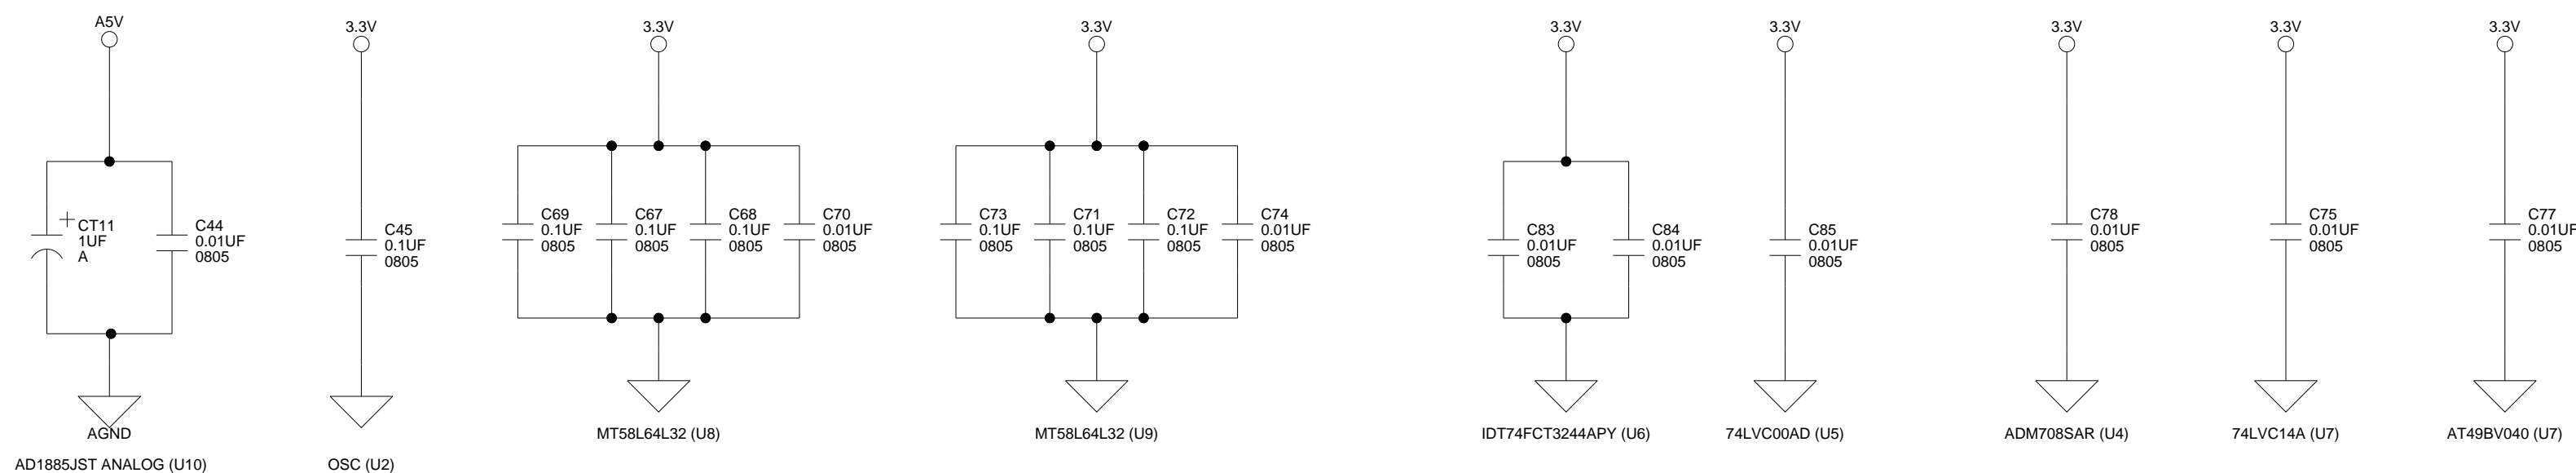 A5V
CT11
1UF
A
C44
0.01UF
0805
AGND
AD1885JST ANALOG (U10)
3.3V
C45
0.1UF
0805
OSC (U2)
3.3V
C69
0.1UF
0805
C67
0.1UF
0805
C68
0.1UF
0805
C70
0.01UF
0805
MT58L64L32 (U8)
3.3V
C73
0.1UF
0805
C71
0.1UF
0805
C72
0.1UF
0805
C74
0.01UF
0805
MT58L64L32 (U9)
3.3V
C83
0.01UF
0805
C84
0.01UF
0805
IDT74FCT3244APY (U6)
3.3V
C85
0.01UF
0805
74LVC00AD (U5)
3.3V
C78
0.01UF
0805
ADM708SAR (U4)
3.3V
C75
0.01UF
0805
74LVC14A (U7)
3.3V
C77
0.01UF
0805
AT49BV040 (U7)